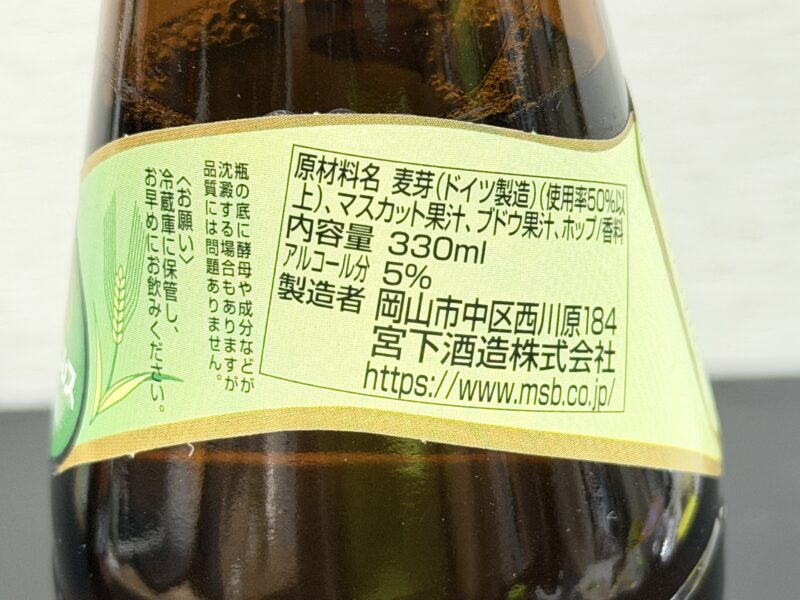 原材料名 麦芽(ドイツ製造)(使用率50%以
上)、マスカット果汁、ブドウ果汁、ホップ/香料
内容量 330ml
アルコール分 5%
製造者 岡山市中区西川原184
宮下酒造株式会社
https://www.msb.co.jp/
瓶の底に酵母や成分などが
沈澱する場合もありますが
品質には問題ありません。
〈お願い〉
冷蔵庫に保管し、
お早めにお飲みください。